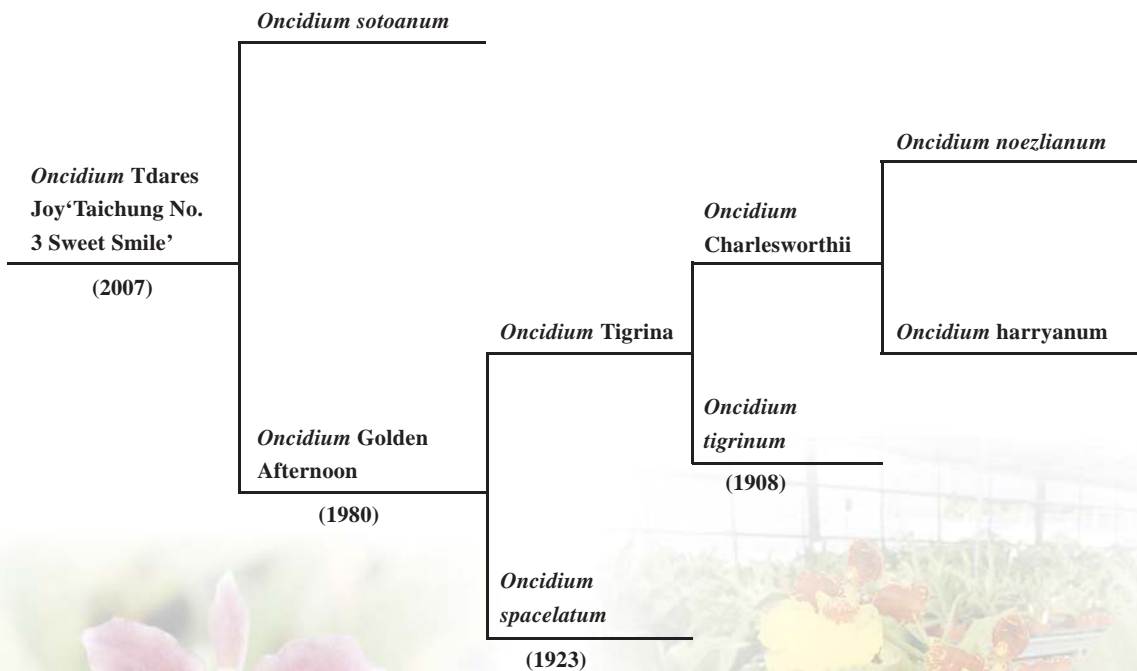 Oncidium sotoanum
Oncidium noezlianum
Oncidium Tdares
Joy‘Taichung No.
3 Sweet Smile’
(2007)
Oncidium
Charlesworthii
Oncidium Tigrina
Oncidium harryanum
Oncidium
tigrinum
(1908)
Oncidium Golden
Afternoon
(1980)
Oncidium
spacelatum
(1923)